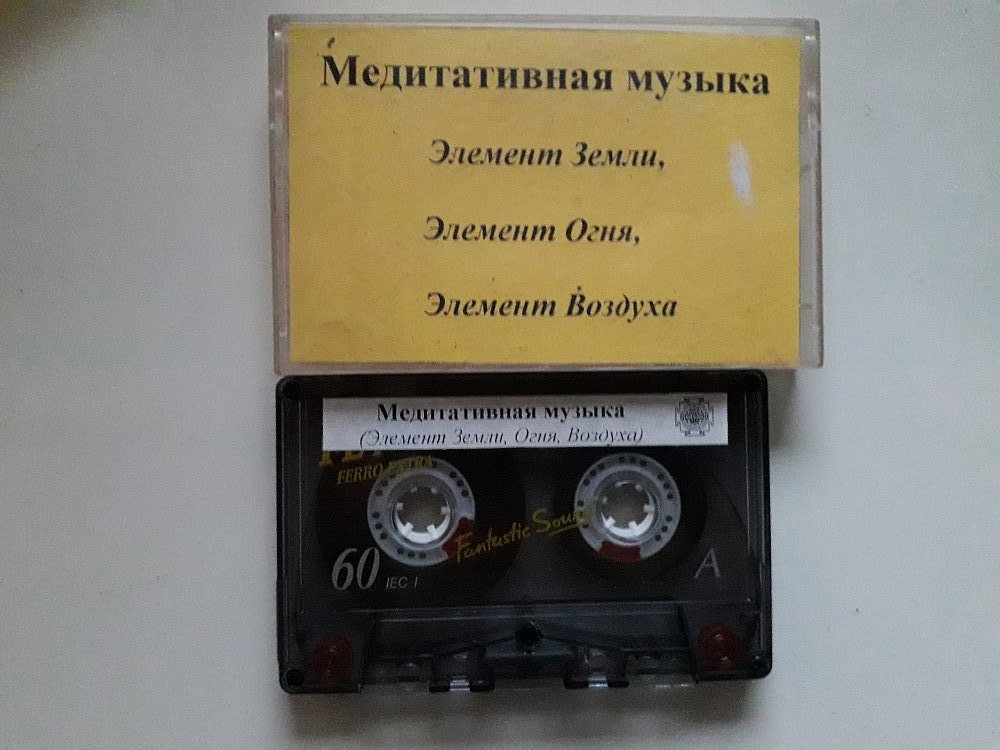 Медитативная музыка
Элемент Земли,
Элемент Огня,
Элемент Воздуха
Медитативная музыка
(Элемент Земли, Огня, Воздуха)
FERRO EXTRA
Fantastic Sound
60 IEC I
A